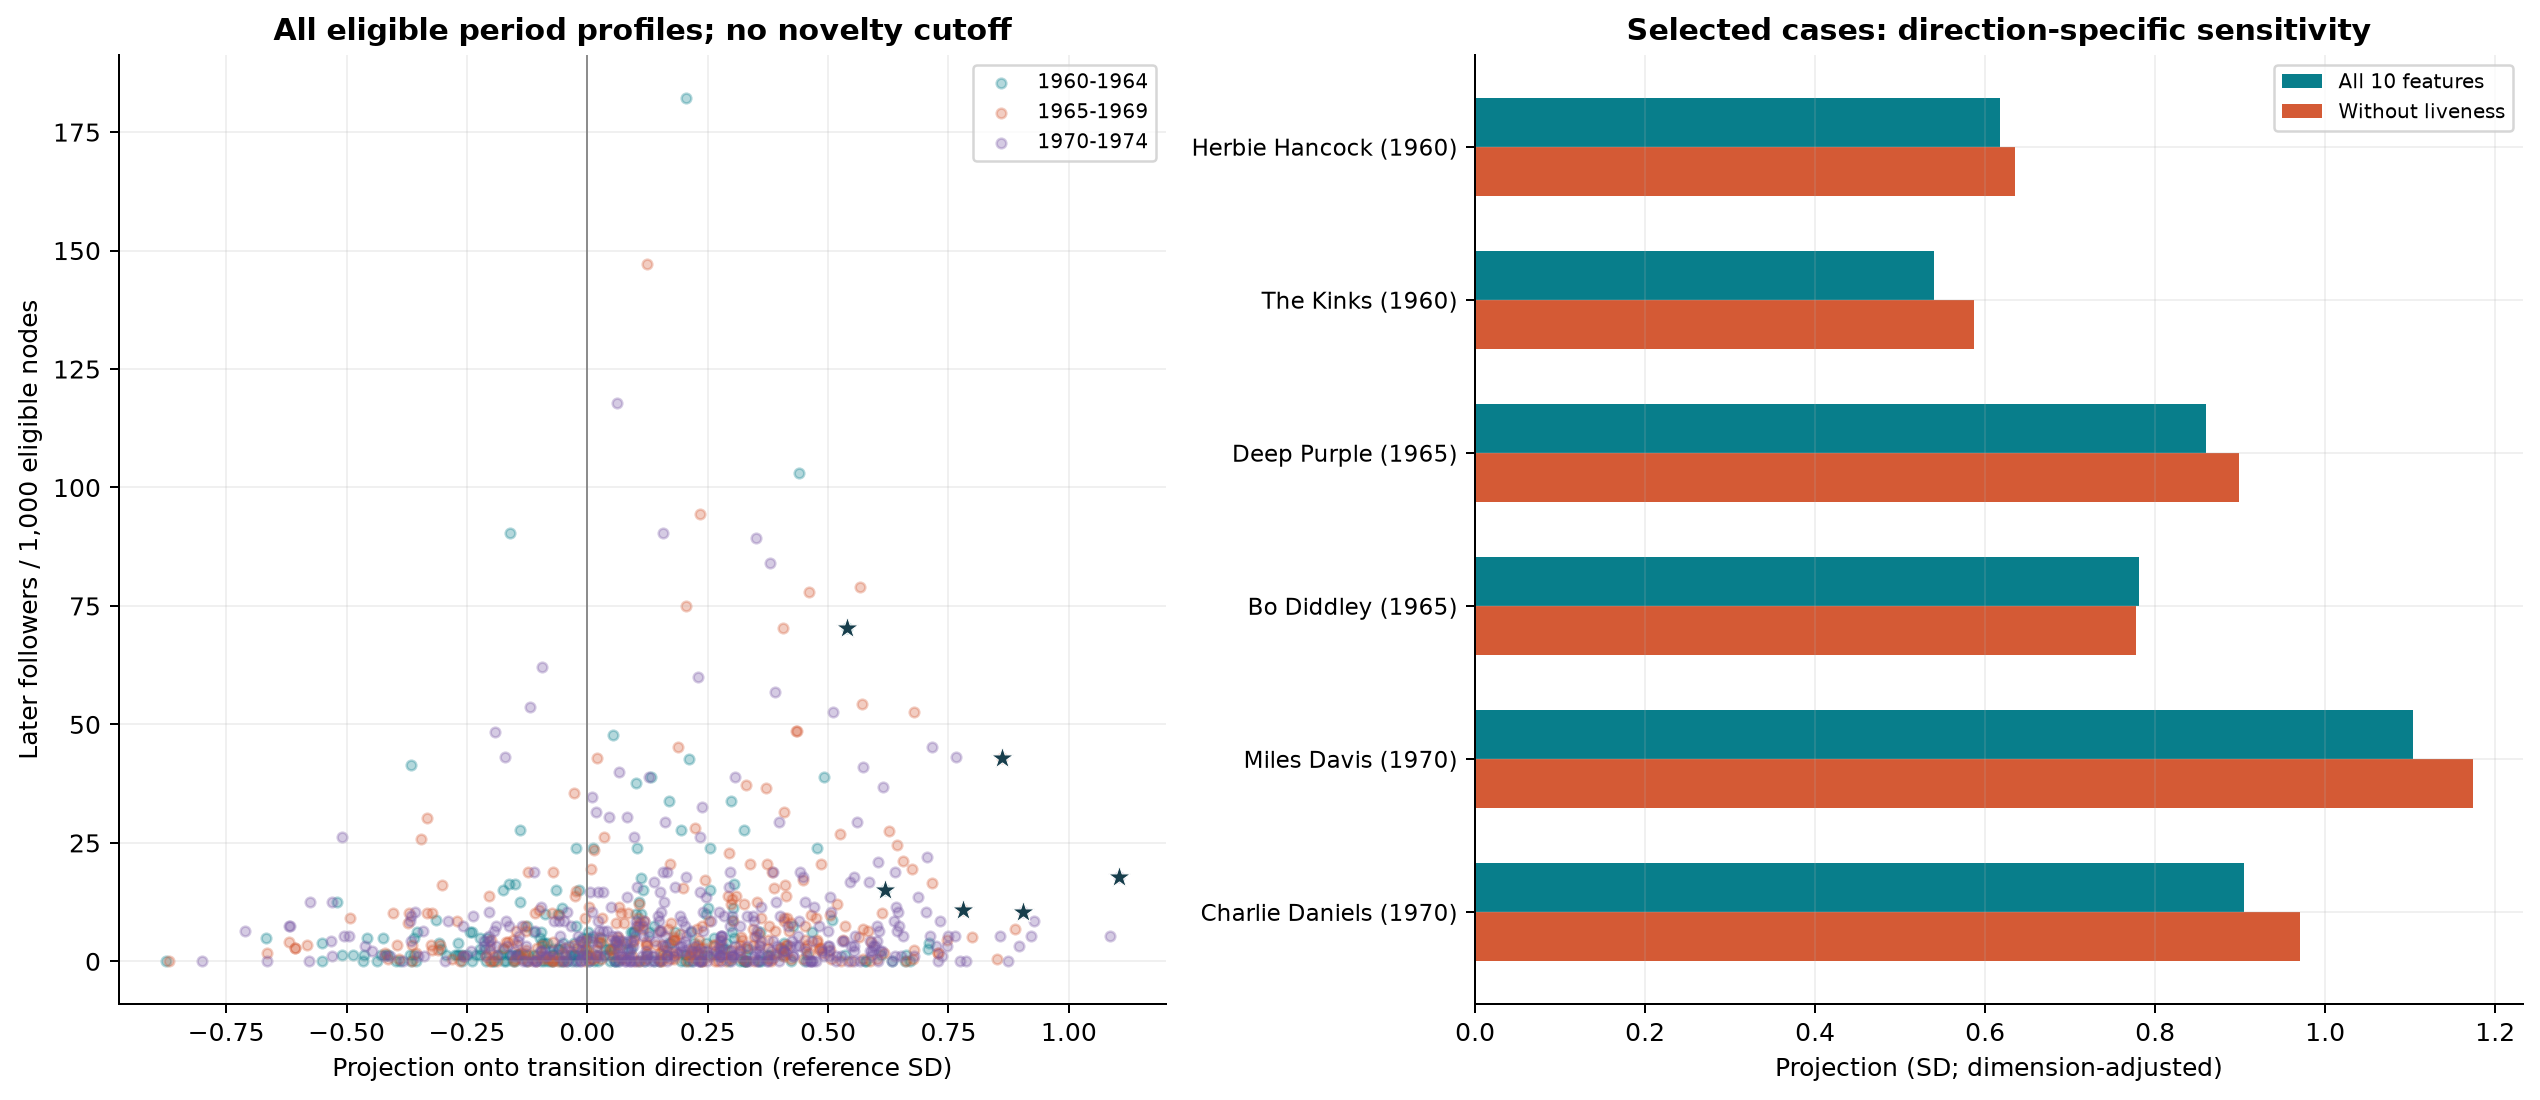 All eligible period profiles; no novelty cutoff
1960-1964
1965-1969
1970-1974
Later followers / 1,000 eligible nodes
175
150
125
100
75
50
25
0
−0.75
−0.50
−0.25
0.00
0.25
0.50
0.75
1.00
Projection onto transition direction (reference SD)
Selected cases: direction-specific sensitivity
All 10 features
Without liveness
Herbie Hancock (1960)
The Kinks (1960)
Deep Purple (1965)
Bo Diddley (1965)
Miles Davis (1970)
Charlie Daniels (1970)
0.0
0.2
0.4
0.6
0.8
1.0
1.2
Projection (SD; dimension-adjusted)